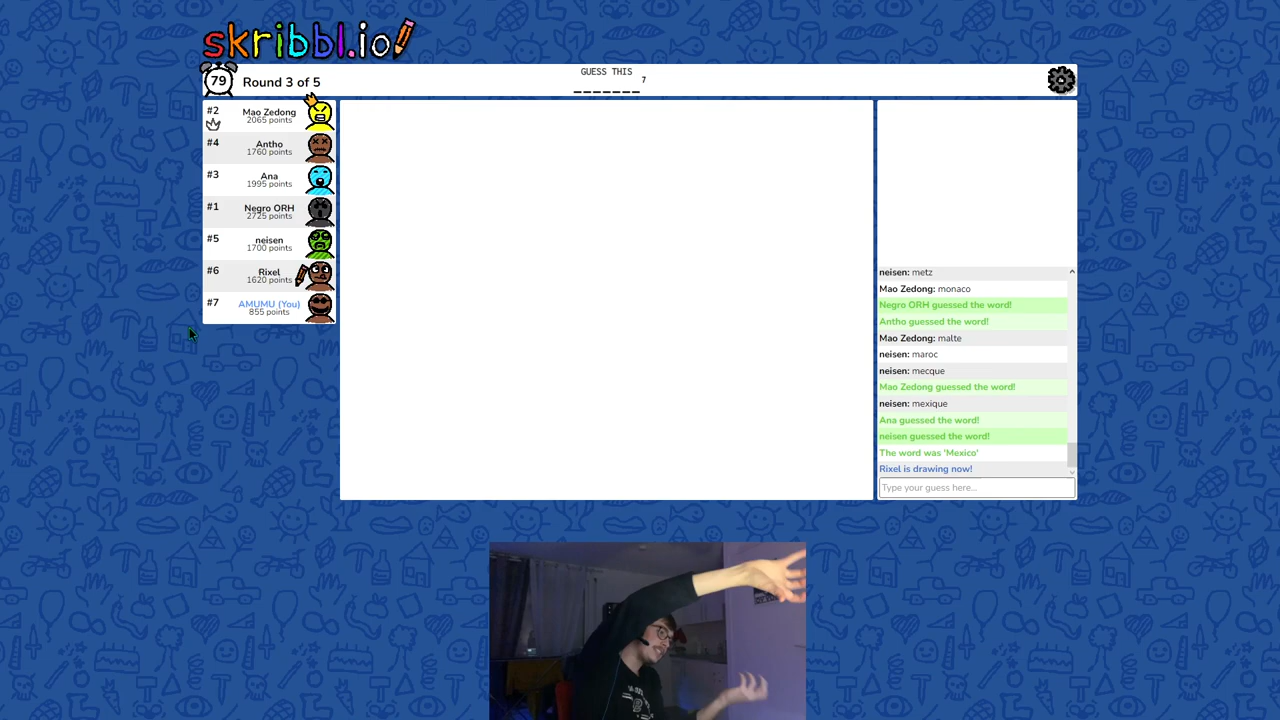 skribbl.io
79
Round 3 of 5
GUESS THIS
_______ 7
#2
Mao Zedong
2065 points
#4
Antho
1760 points
#3
Ana
1995 points
#1
Negro ORH
2725 points
#5
neisen
1700 points
#6
Rixel
1620 points
#7
AMUMU (You)
855 points
neisen: metz
Mao Zedong: monaco
Negro ORH guessed the word!
Antho guessed the word!
Mao Zedong: malte
neisen: maroc
neisen: mecque
Mao Zedong guessed the word!
neisen: mexique
Ana guessed the word!
neisen guessed the word!
The word was 'Mexico'
Rixel is drawing now!
Type your guess here...